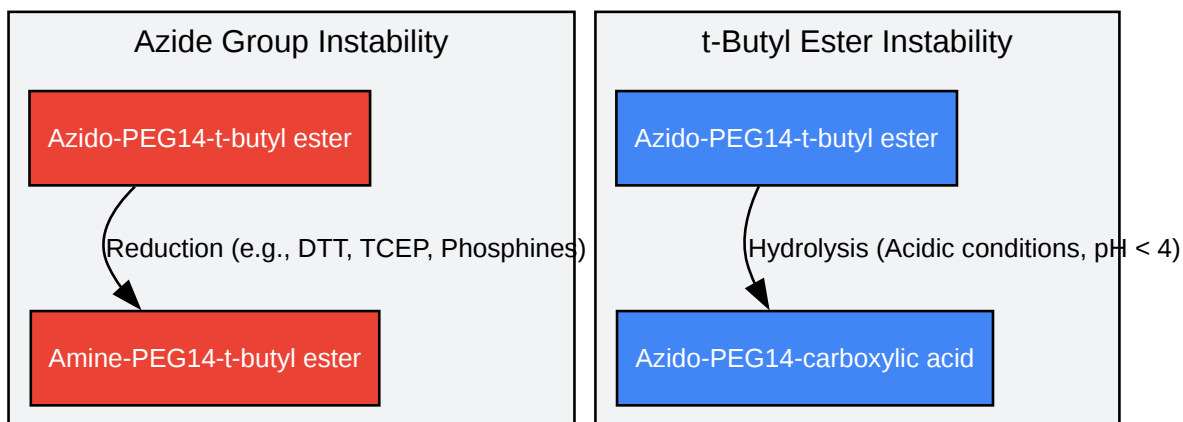 Azide Group Instability
Azido-PEG14-t-butyl ester
Reduction (e.g., DTT, TCEP, Phosphines)
Amine-PEG14-t-butyl ester
t-Butyl Ester Instability
Azido-PEG14-t-butyl ester
Hydrolysis (Acidic conditions, pH < 4)
Azido-PEG14-carboxylic acid